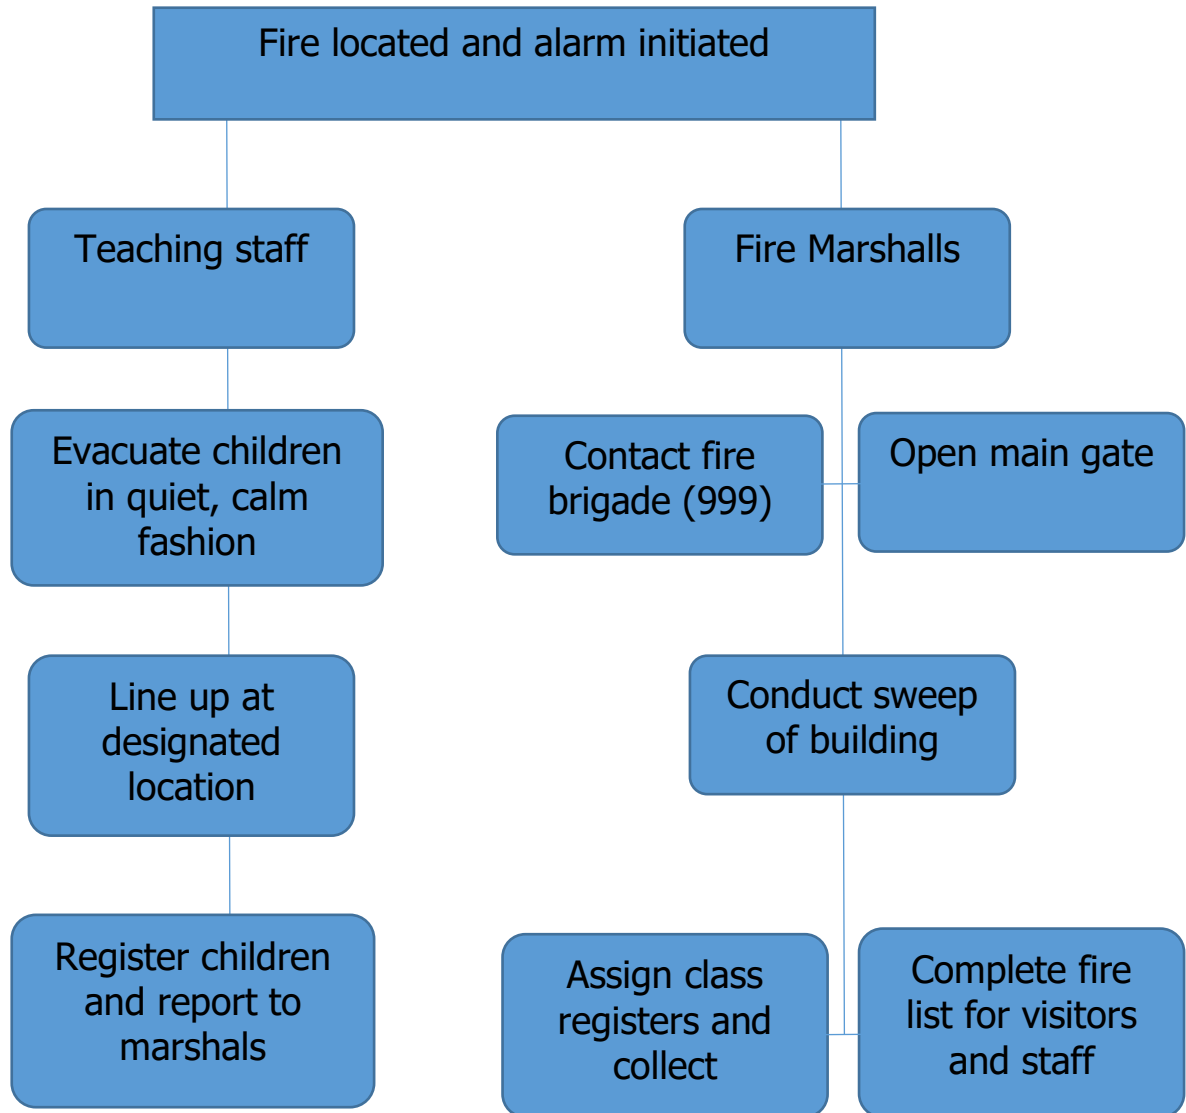 Fire located and alarm initiated
Teaching staff
Fire Marshalls
Evacuate children
in quiet, calm
fashion
Contact fire
brigade (999)
Open main gate
Line up at
designated
location
Conduct sweep
of building
Register children
and report to
marshals
Assign class
registers and
collect
Complete fire
list for visitors
and staff